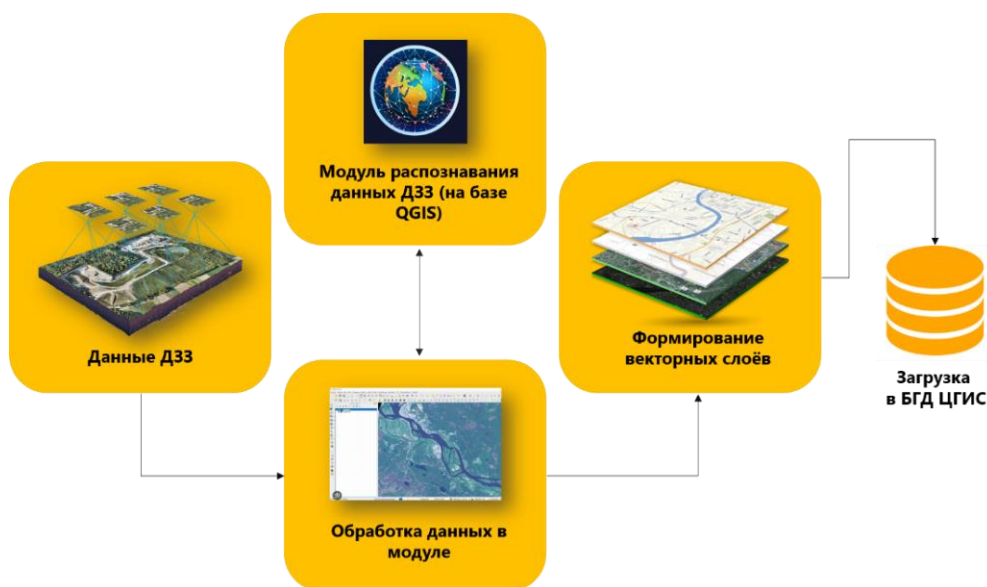 Модуль распознавания
данных ДЗЗ (на базе
QGIS)
Данные ДЗЗ
Формирование
векторных слоёв
Загрузка
в БГД ЦГИС
Обработка данных в
модуле